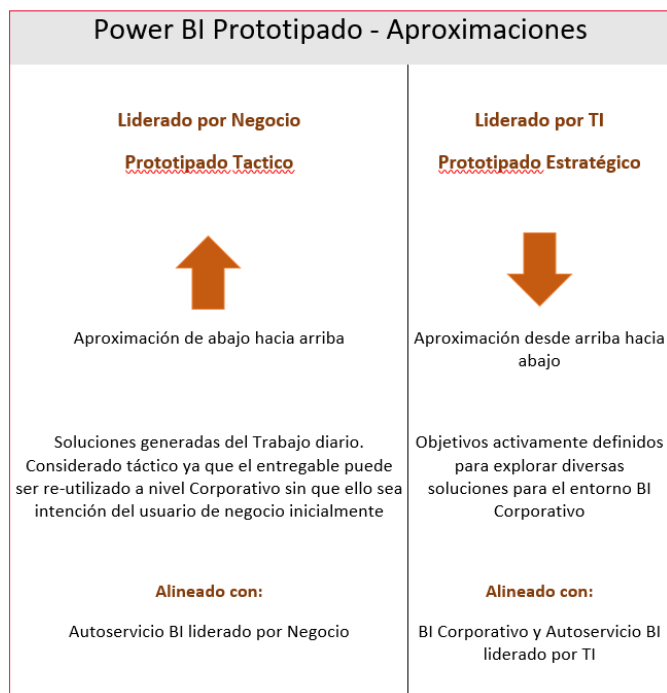 Power BI Prototipado - Aproximaciones
Liderado por Negocio
Prototipado Tactico
Aproximación de abajo hacia arriba
Soluciones generadas del Trabajo diario.
Considerado táctico ya que el entregable puede
ser re-utilizado a nivel Corporativo sin que ello sea
intención del usuario de negocio inicialmente
Alineado con:
Autoservicio BI liderado por Negocio
Liderado por TI
Prototipado Estratégico
Aproximación desde arriba hacia
abajo
Objetivos activamente definidos
para explorar diversas
soluciones para el entorno BI
Corporativo
Alineado con:
BI Corporativo y Autoservicio BI
liderado por TI